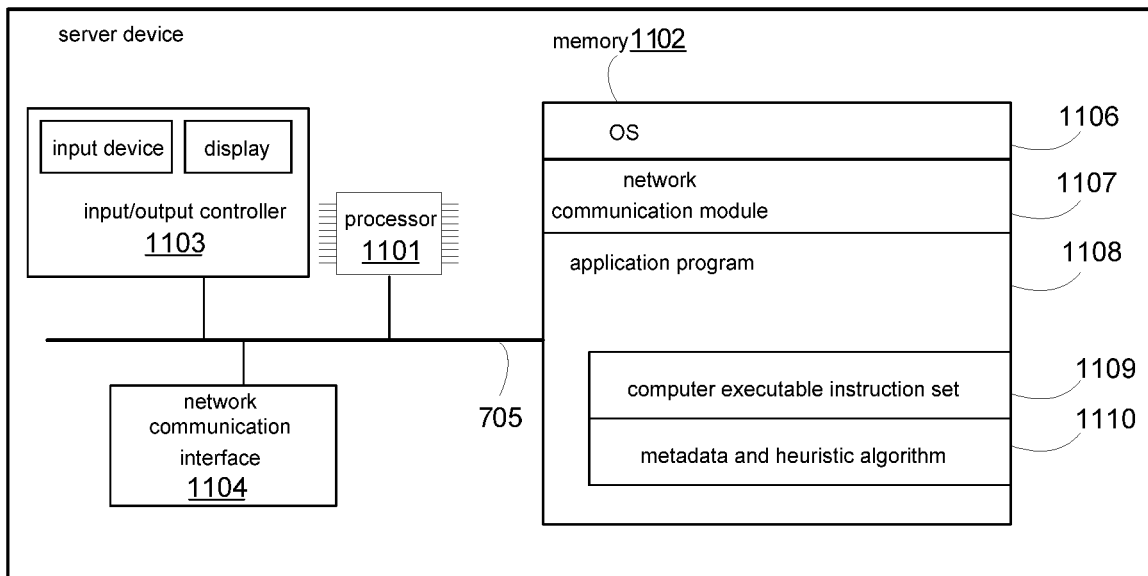 server device
memory 1102
input device
display
input/output controller
1103
processor
1101
OS
1106
network
communication module
1107
application program
1108
computer executable instruction set
1109
metadata and heuristic algorithm
1110
705
network
communication
interface
1104